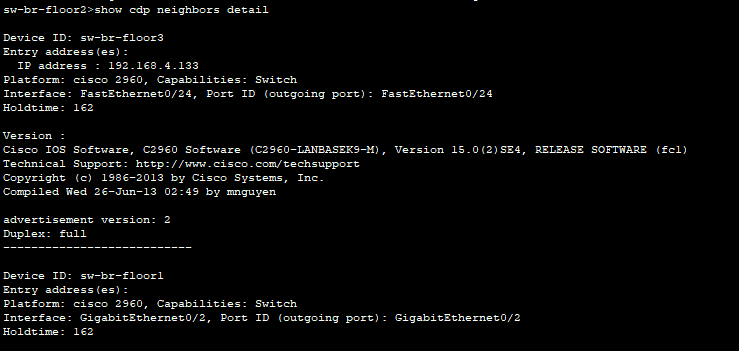 sw-br-floor2>show cdp neighbors detail
Device ID: sw-br-floor3
Entry address(es):
  IP address : 192.168.4.133
Platform: cisco 2960, Capabilities: Switch
Interface: FastEthernet0/24, Port ID (outgoing port): FastEthernet0/24
Holdtime: 162
Version :
Cisco IOS Software, C2960 Software (C2960-LANBASEK9-M), Version 15.0(2)SE4, RELEASE SOFTWARE (fc1)
Technical Support: http://www.cisco.com/techsupport
Copyright (c) 1986-2013 by Cisco Systems, Inc.
Compiled Wed 26-Jun-13 02:49 by mnguyen
advertisement version: 2
Duplex: full
---------------------------
Device ID: sw-br-floor1
Entry address(es):
Platform: cisco 2960, Capabilities: Switch
Interface: GigabitEthernet0/2, Port ID (outgoing port): GigabitEthernet0/2
Holdtime: 162